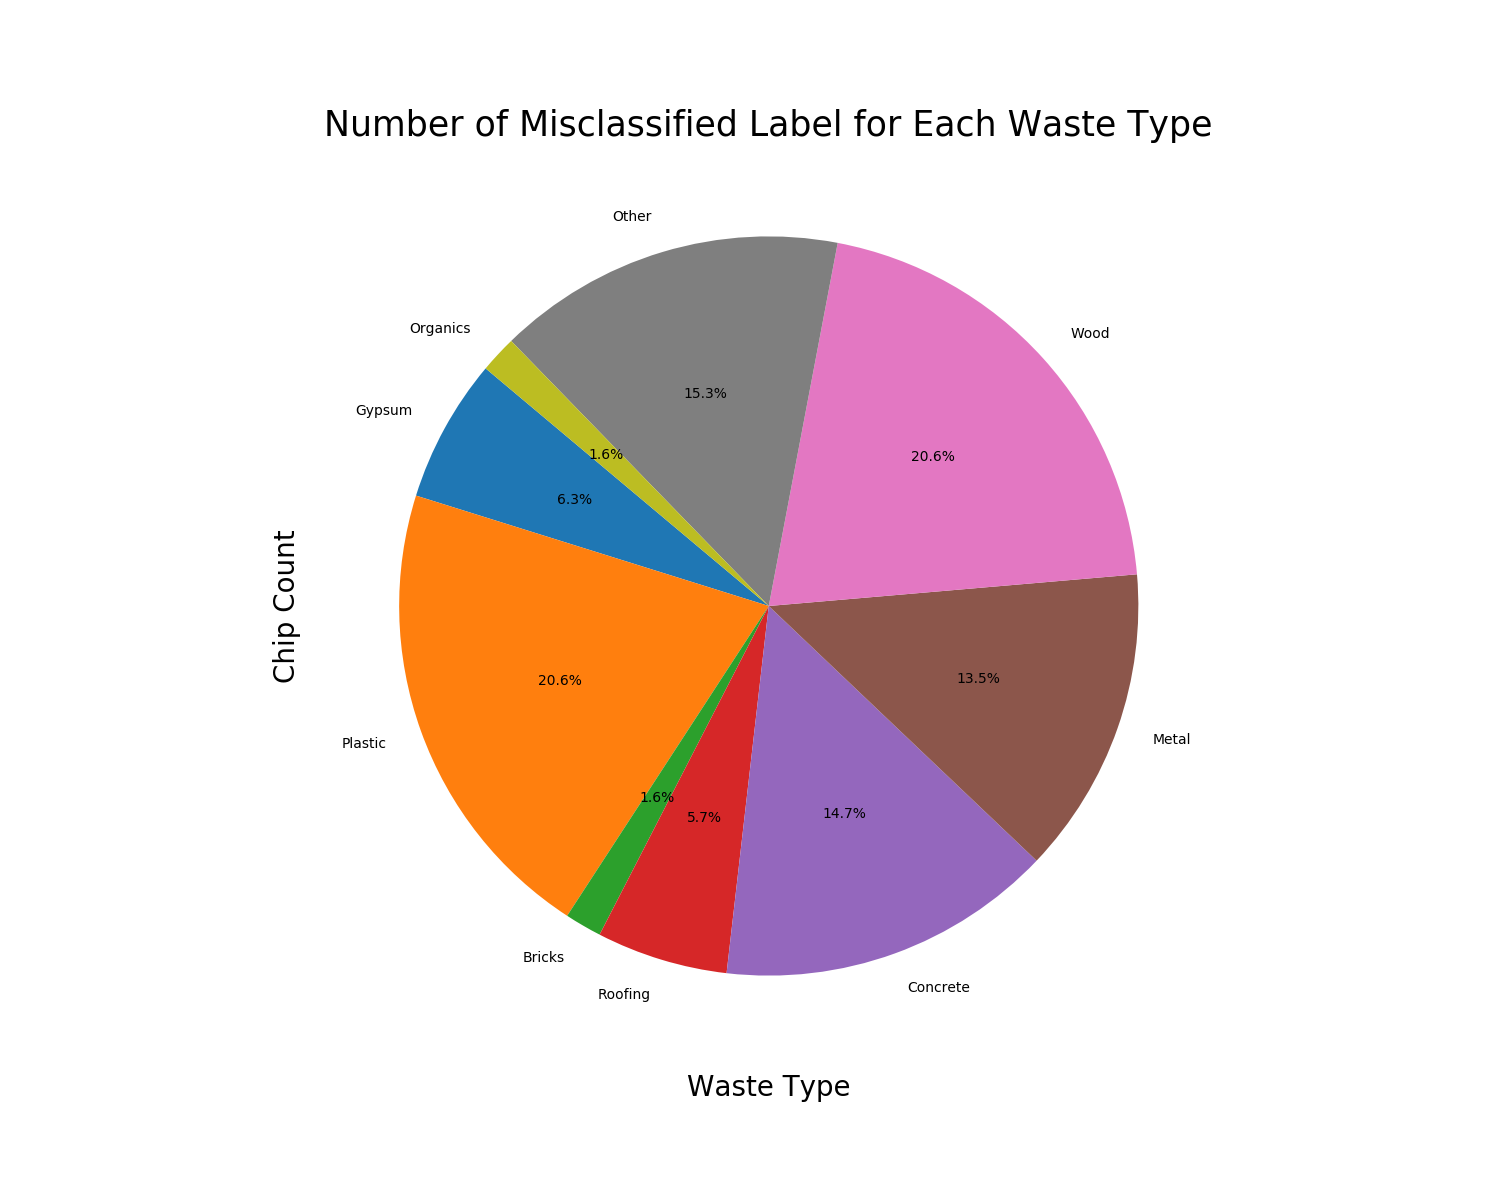 Number of Misclassified Label for Each Waste Type
Other
Wood
Organics
15.3%
Gypsum
1.6%
20.6%
6.3%
Chip Count
20.6%
13.5%
Plastic
Metal
1.6%
5.7%
14.7%
Bricks
Roofing
Concrete
Waste Type